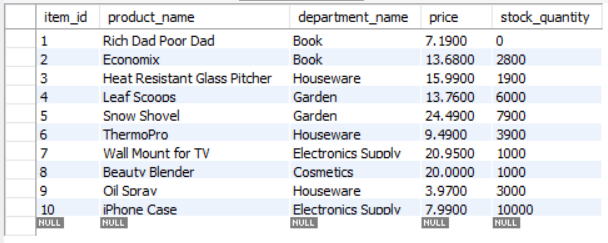 item_id product_name department_name price stock_quantity
1 Rich Dad Poor Dad Book 7.1900 0
2 Economix Book 13.6800 2800
3 Heat Resistant Glass Pitcher Houseware 15.9900 1900
4 Leaf Scoops Garden 13.7600 6000
5 Snow Shovel Garden 24.4900 7900
6 ThermoPro Houseware 9.4900 3900
7 Wall Mount for TV Electronics Supply 20.9500 1000
8 Beauty Blender Cosmetics 20.0000 1000
9 Oil Spray Houseware 3.9700 3000
10 iPhone Case Electronics Supply 7.9900 10000
NULL NULL NULL NULL NULL